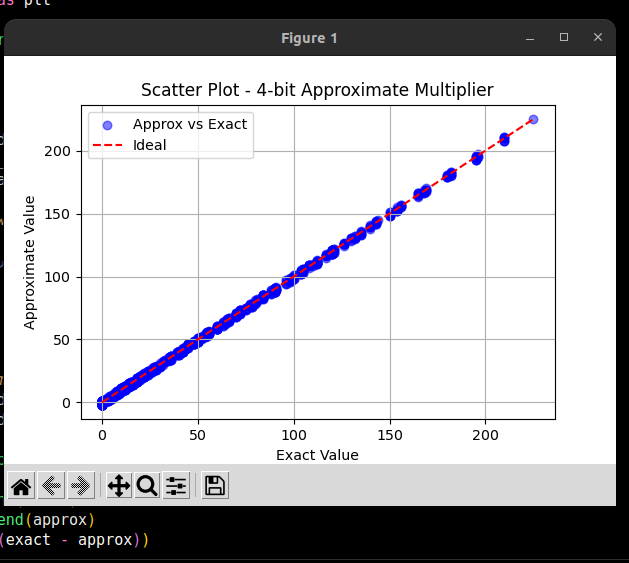 as plt
Figure 1
Scatter Plot - 4-bit Approximate Multiplier
Approx vs Exact
Ideal
200
150
100
50
0
Approximate Value
0 50 100 150 200
Exact Value
end(approx)
(exact - approx))